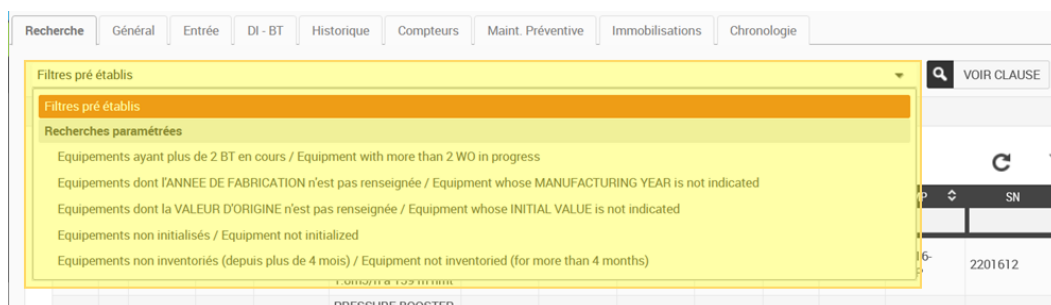 Recherche Général Entrée DI - BT Historique Compteurs Maint. Préventive Immobilisations Chronologie
Filtres pré établis VOIR CLAUSE
Filtres pré établis
Recherches paramétrées
Equipements ayant plus de 2 BT en cours / Equipment with more than 2 WO in progress
Equipements dont l'ANNEE DE FABRICATION n'est pas renseignée / Equipment whose MANUFACTURING YEAR is not indicated
SN
Equipements dont la VALEUR D'ORIGINE n'est pas renseignée / Equipment whose INITIAL VALUE is not indicated
Equipements non initialisés / Equipment not initialized
Equipements non inventoriés (depuis plus de 4 mois) / Equipment not inventoried (for more than 4 months)
2201612
PRESSURE BOOSTER